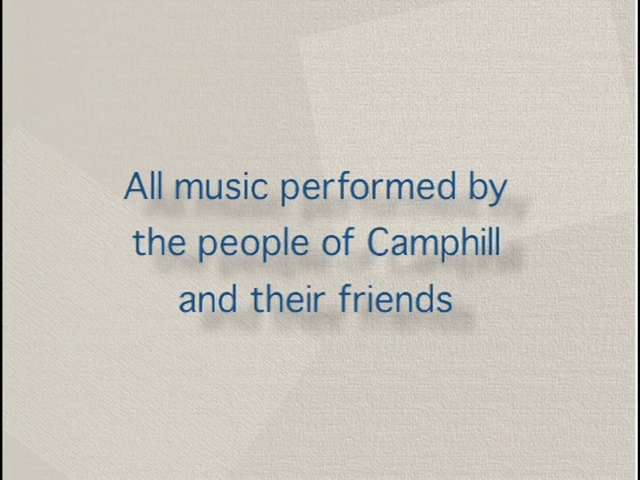 All music performed by
the people of Camphill
and their friends